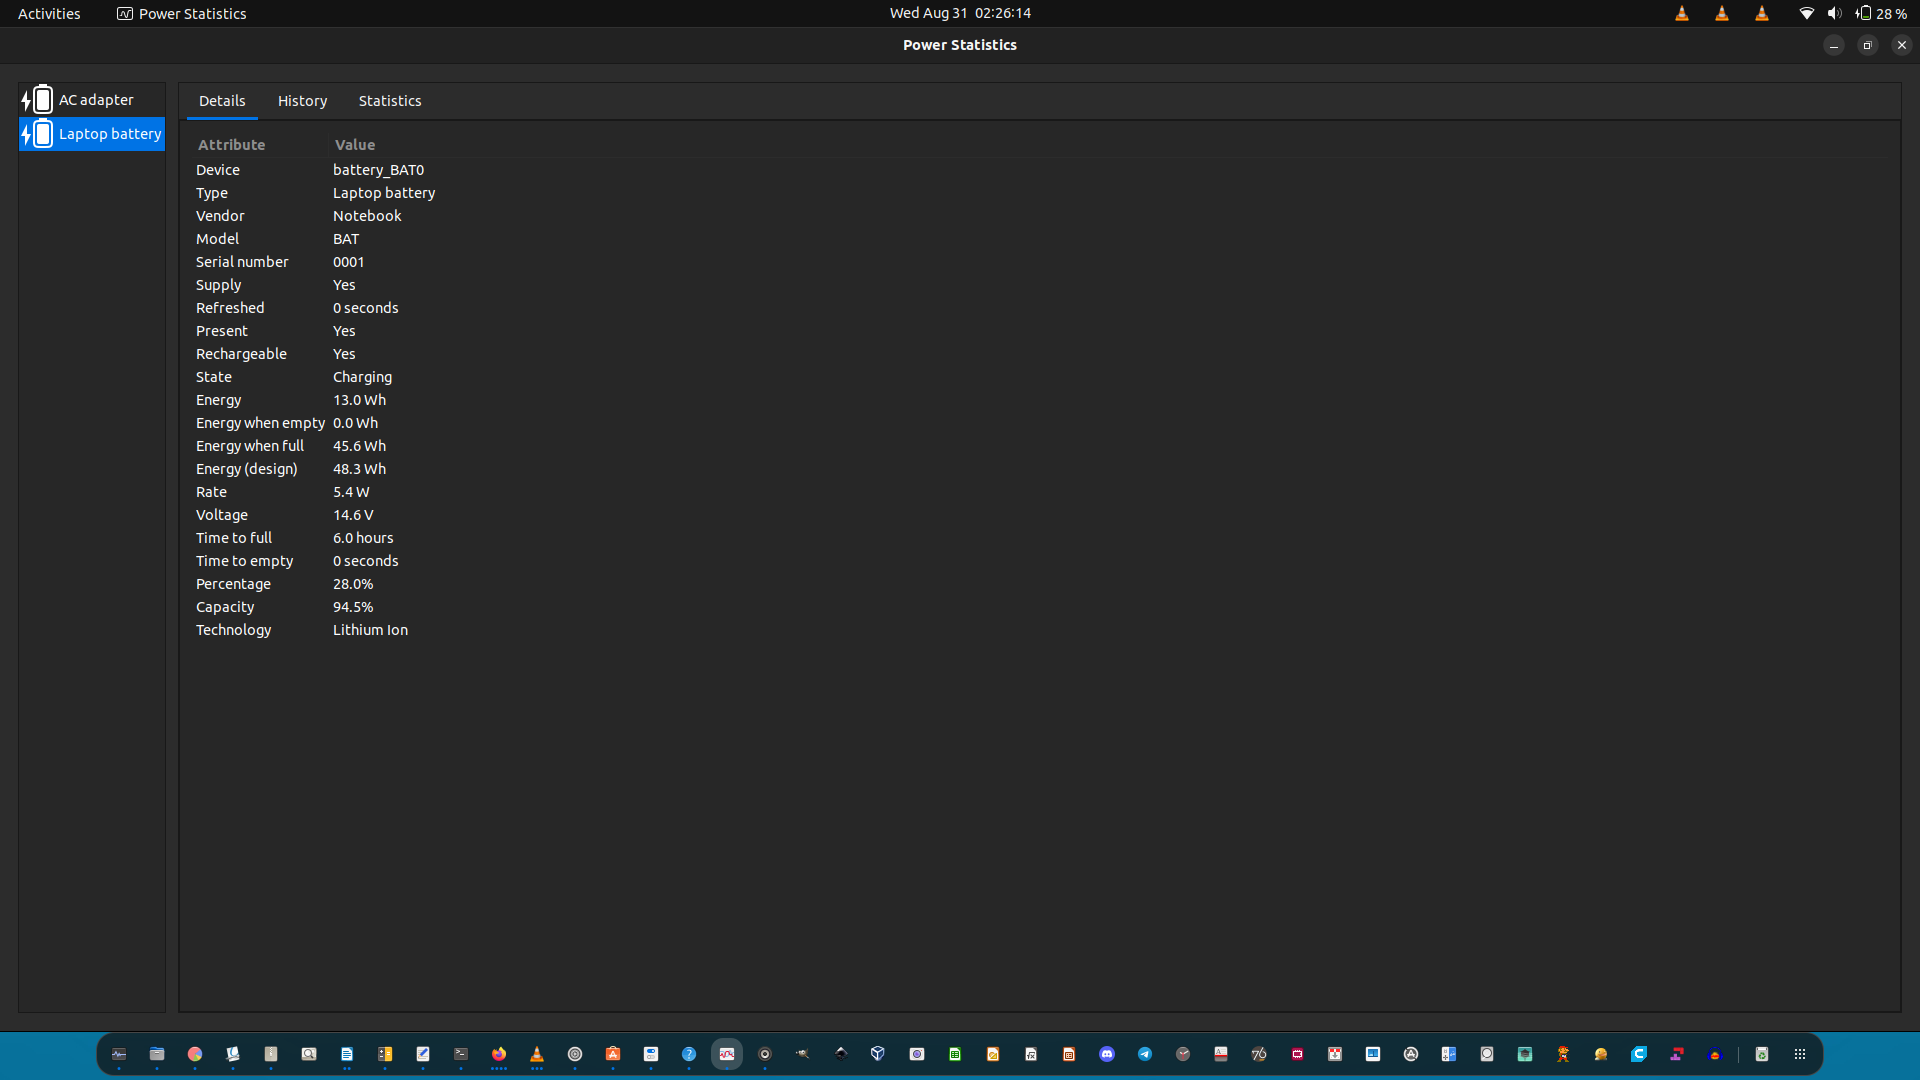 Activities Power Statistics Wed Aug 31 02:26:14 28 %
Power Statistics
AC adapter
Laptop battery
Details History Statistics
Attribute Value
Device battery_BAT0
Type Laptop battery
Vendor Notebook
Model BAT
Serial number 0001
Supply Yes
Refreshed 0 seconds
Present Yes
Rechargeable Yes
State Charging
Energy 13.0 Wh
Energy when empty 0.0 Wh
Energy when full 45.6 Wh
Energy (design) 48.3 Wh
Rate 5.4 W
Voltage 14.6 V
Time to full 6.0 hours
Time to empty 0 seconds
Percentage 28.0%
Capacity 94.5%
Technology Lithium Ion